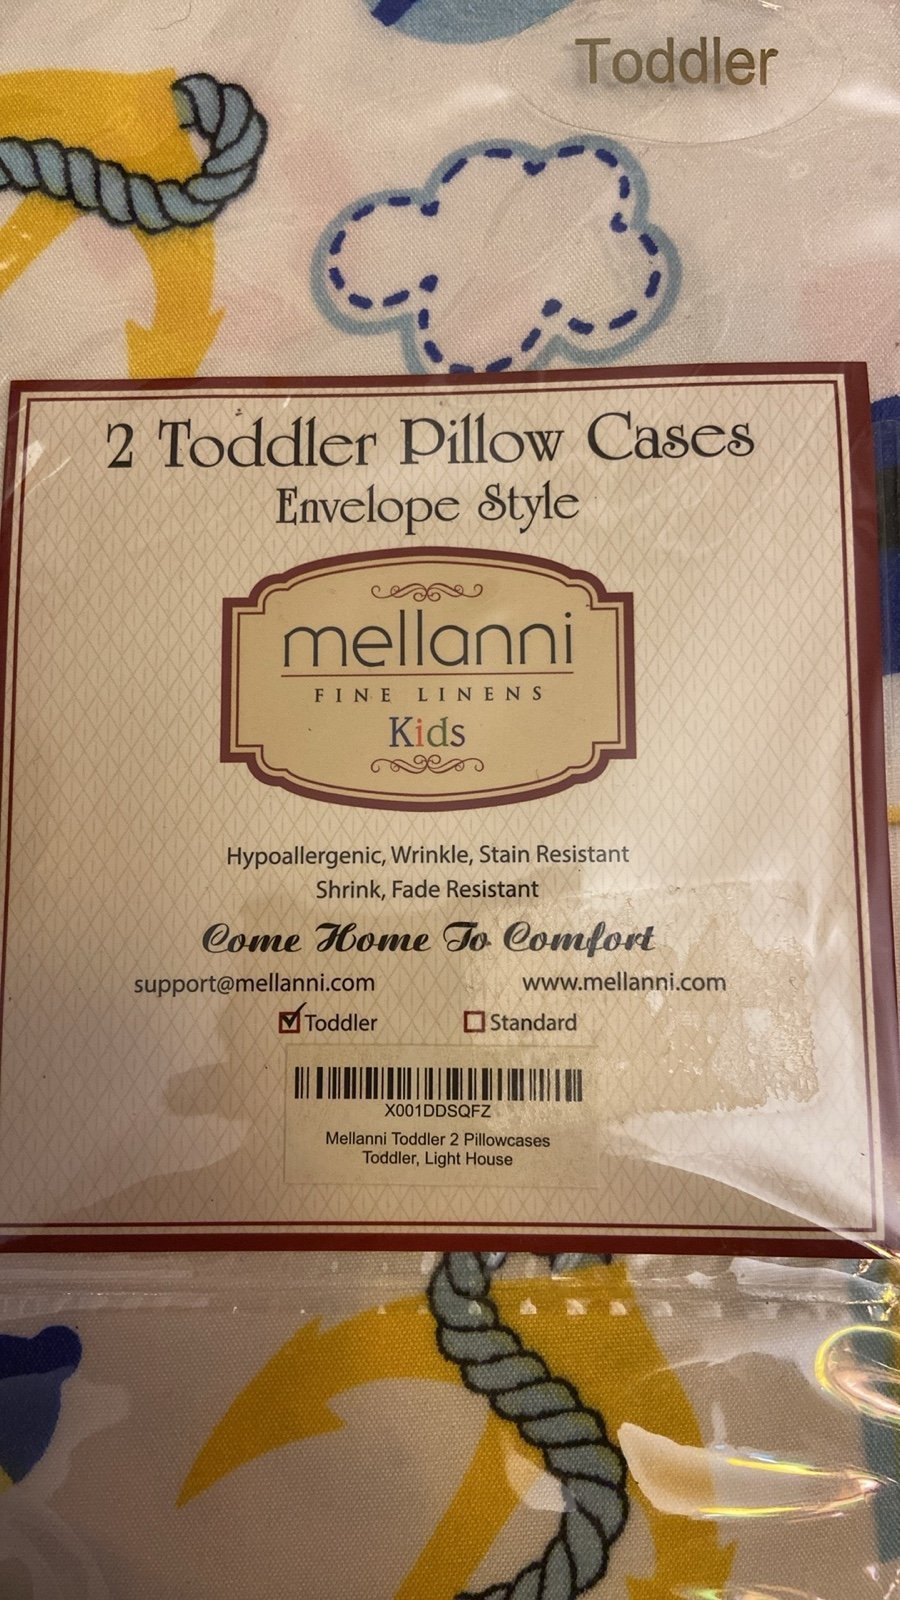 Toddler
2 Toddler Pillow Cases
Envelope Style
mellanni
FINE LINENS
Kids
Hypoallergenic, Wrinkle, Stain Resistant
Shrink, Fade Resistant
Come Home To Comfort
support@mellanni.com www.mellanni.com
Toddler Standard
X001DDSQFZ
Mellanni Toddler 2 Pillowcases
Toddler, Light House